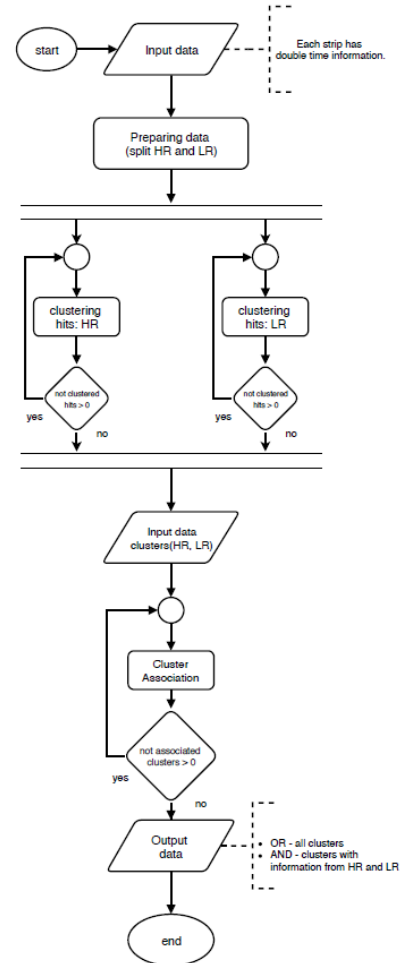 start
Input data
Each strip has
double time information.
Preparing data
(split HR and LR)
clustering
hits: HR
clustering
hits: LR
not clustered
hits > 0
not clustered
hits > 0
yes
no
yes
no
Input data
clusters(HR, LR)
Cluster
Association
not associated
clusters > 0
yes
no
Output
data
• OR - all clusters
• AND - clusters with
information from HR and LR
end